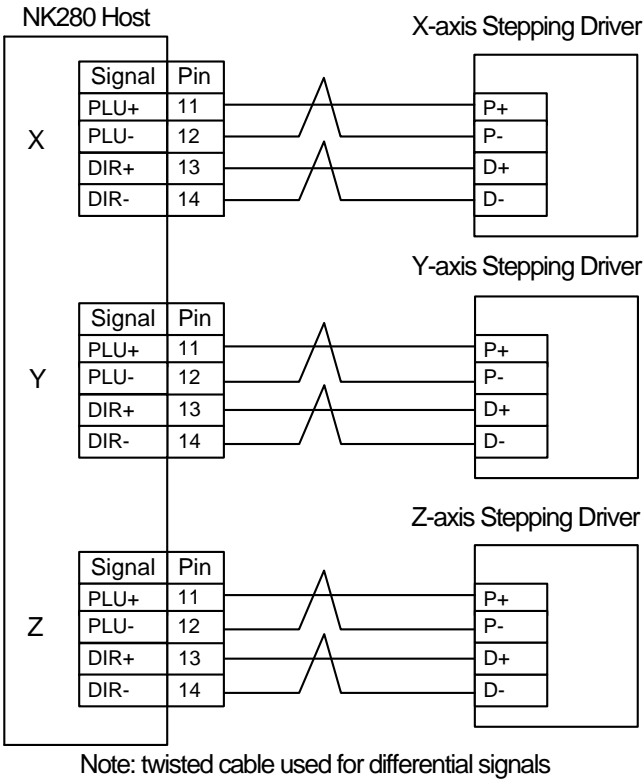 NK280 Host
X-axis Stepping Driver
Signal Pin
PLU+ 11 P+
X PLU- 12 P-
DIR+ 13 D+
DIR- 14 D-
Y-axis Stepping Driver
Signal Pin
PLU+ 11 P+
Y PLU- 12 P-
DIR+ 13 D+
DIR- 14 D-
Z-axis Stepping Driver
Signal Pin
PLU+ 11 P+
Z PLU- 12 P-
DIR+ 13 D+
DIR- 14 D-
Note: twisted cable used for differential signals